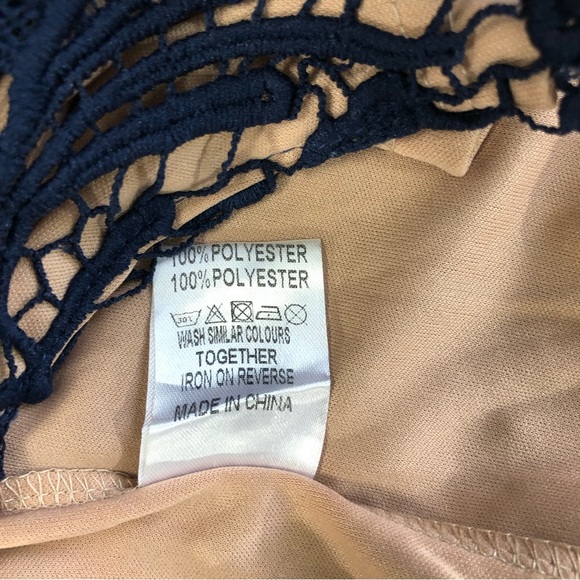 100% POLYESTER
100% POLYESTER
30
WASH SIMILAR COLOURS
TOGETHER
IRON ON REVERSE
MADE IN CHINA